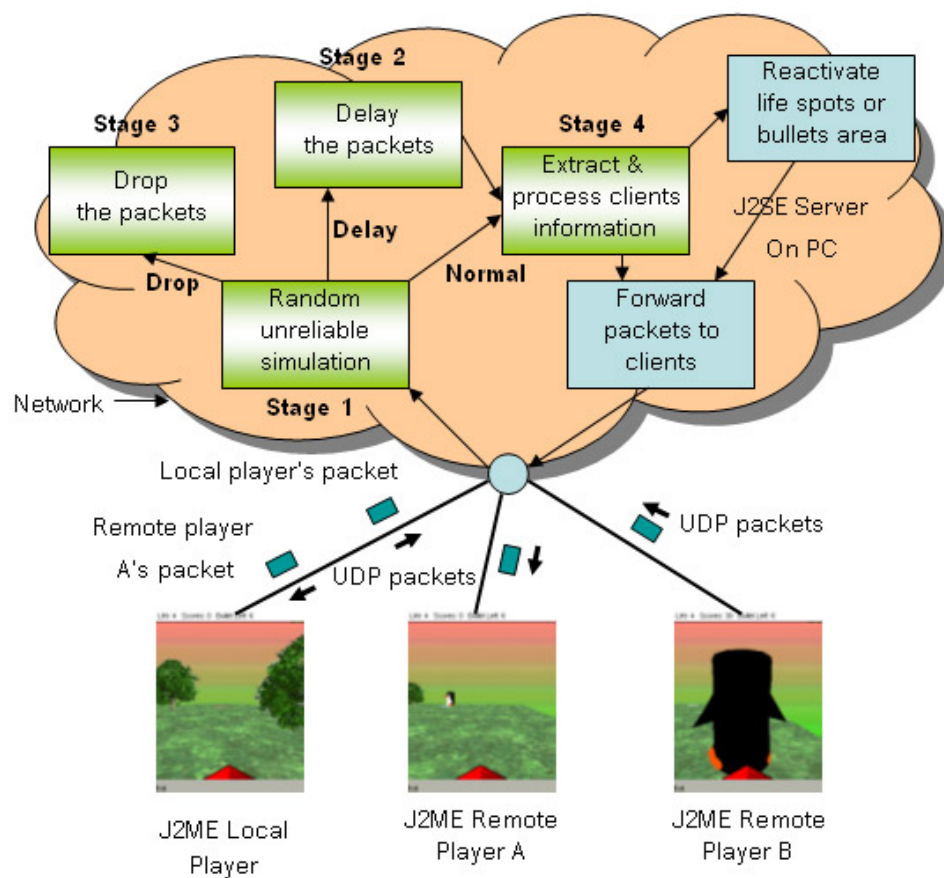 Stage 2
Reactivate
life spots or
bullets area
Stage 3
Delay
the packets
Stage 4
Drop
the packets
Extract &
process clients
information
J2SE Server
On PC
Delay
Drop
Normal
Random
unreliable
simulation
Forward
packets to
clients
Network
Stage 1
Local player's packet
Remote player
A's packet
UDP packets
UDP packets
J2ME Local
Player
J2ME Remote
Player A
J2ME Remote
Player B